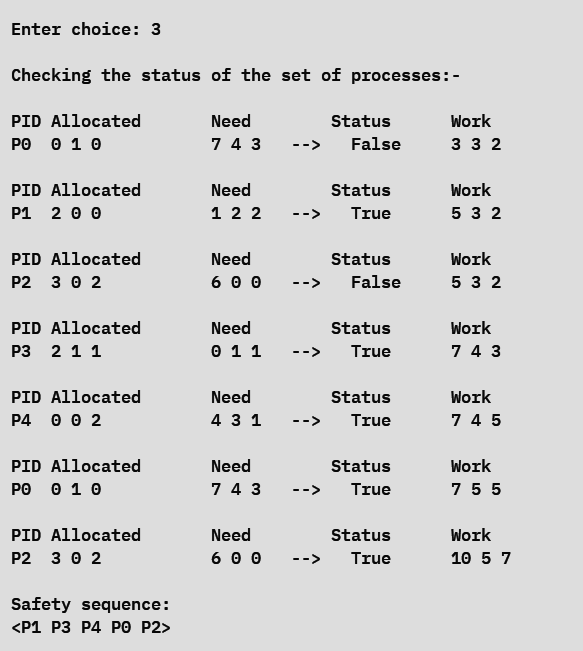 Enter choice: 3
Checking the status of the set of processes:-
PID Allocated Need Status Work
P0 0 1 0 7 4 3 --> False 3 3 2
PID Allocated Need Status Work
P1 2 0 0 1 2 2 --> True 5 3 2
PID Allocated Need Status Work
P2 3 0 2 6 0 0 --> False 5 3 2
PID Allocated Need Status Work
P3 2 1 1 0 1 1 --> True 7 4 3
PID Allocated Need Status Work
P4 0 0 2 4 3 1 --> True 7 4 5
PID Allocated Need Status Work
P0 0 1 0 7 4 3 --> True 7 5 5
PID Allocated Need Status Work
P2 3 0 2 6 0 0 --> True 10 5 7
Safety sequence:
<P1 P3 P4 P0 P2>